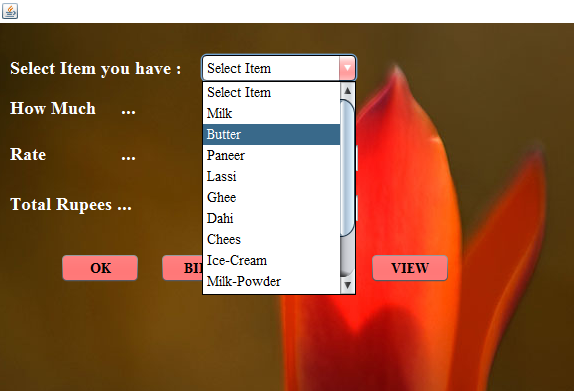 Select Item you have :
Select Item
Select Item
Milk
Butter
Paneer
Lassi
Ghee
Dahi
Chees
Ice-Cream
Milk-Powder
How Much ...
Rate ...
Total Rupees ...
OK
VIEW